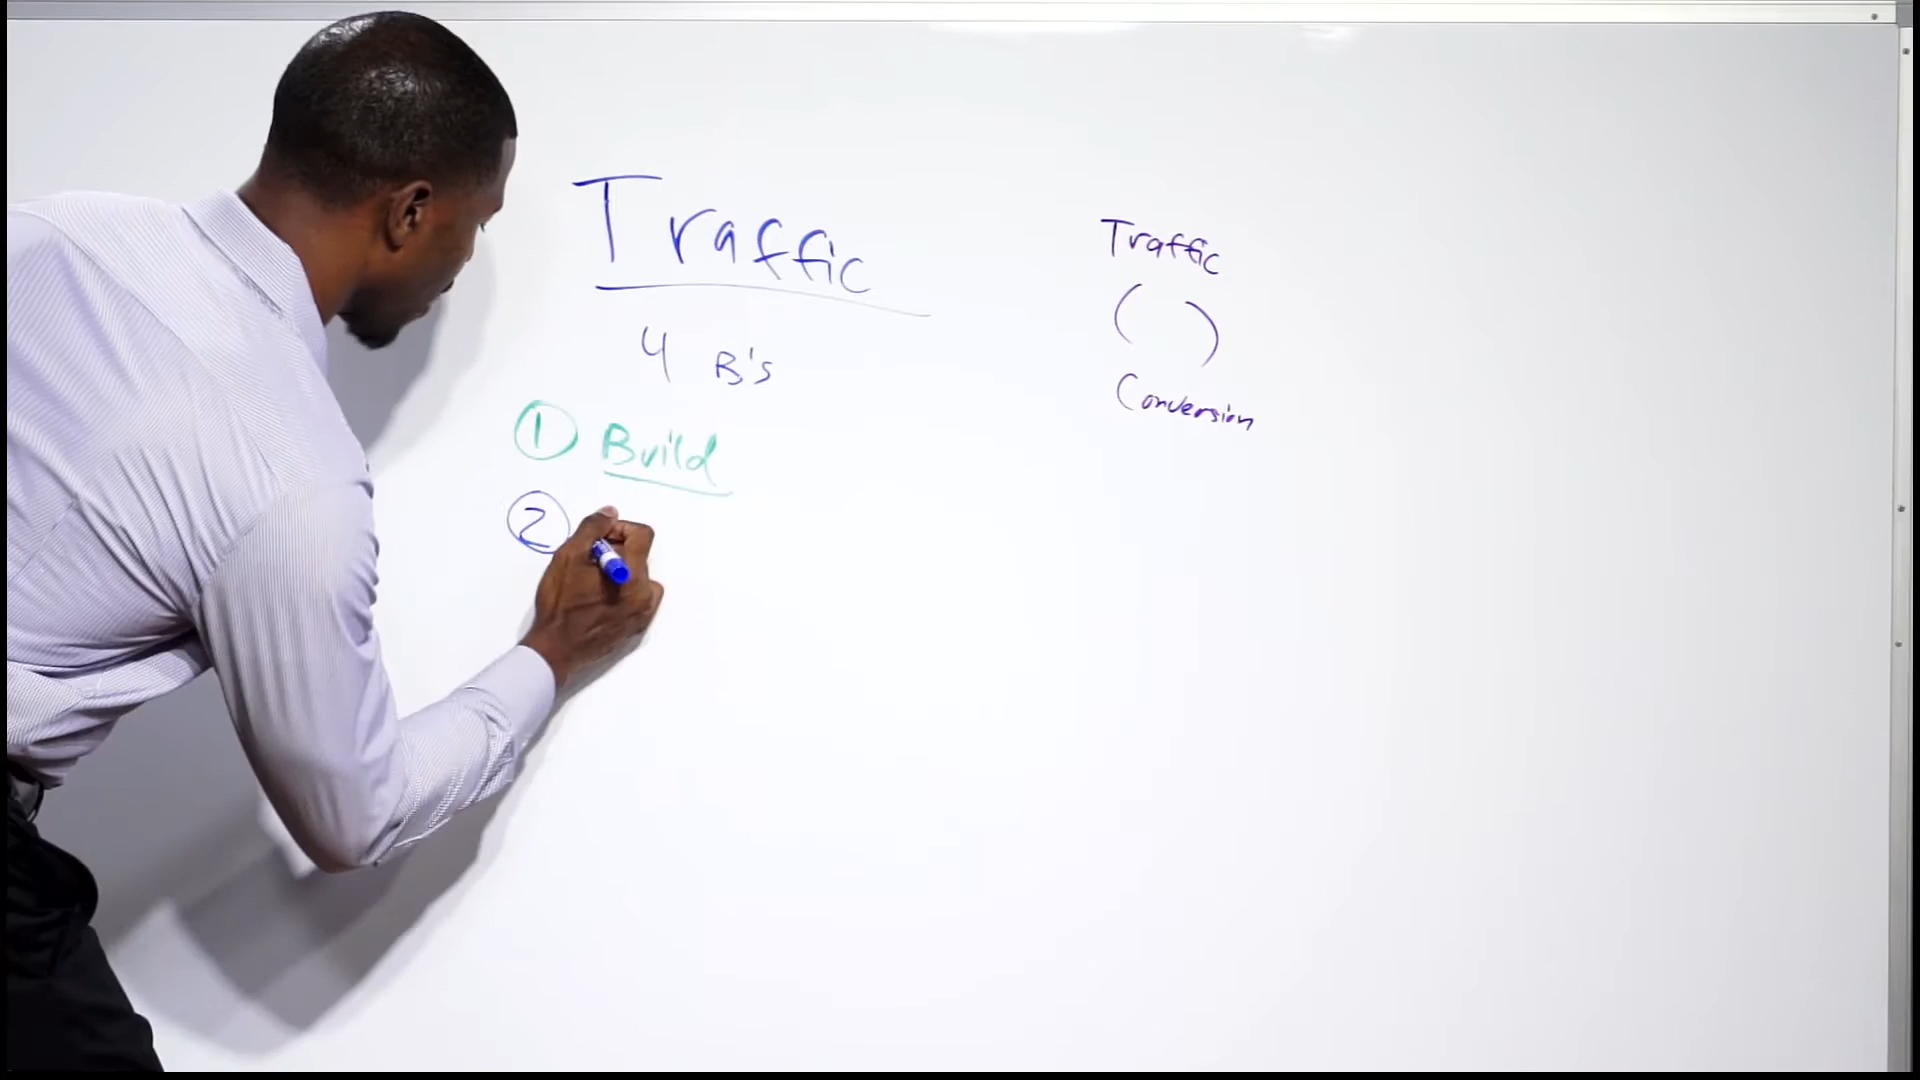 Traffic
4 B's
① Build
②
Traffic
( )
Conversion